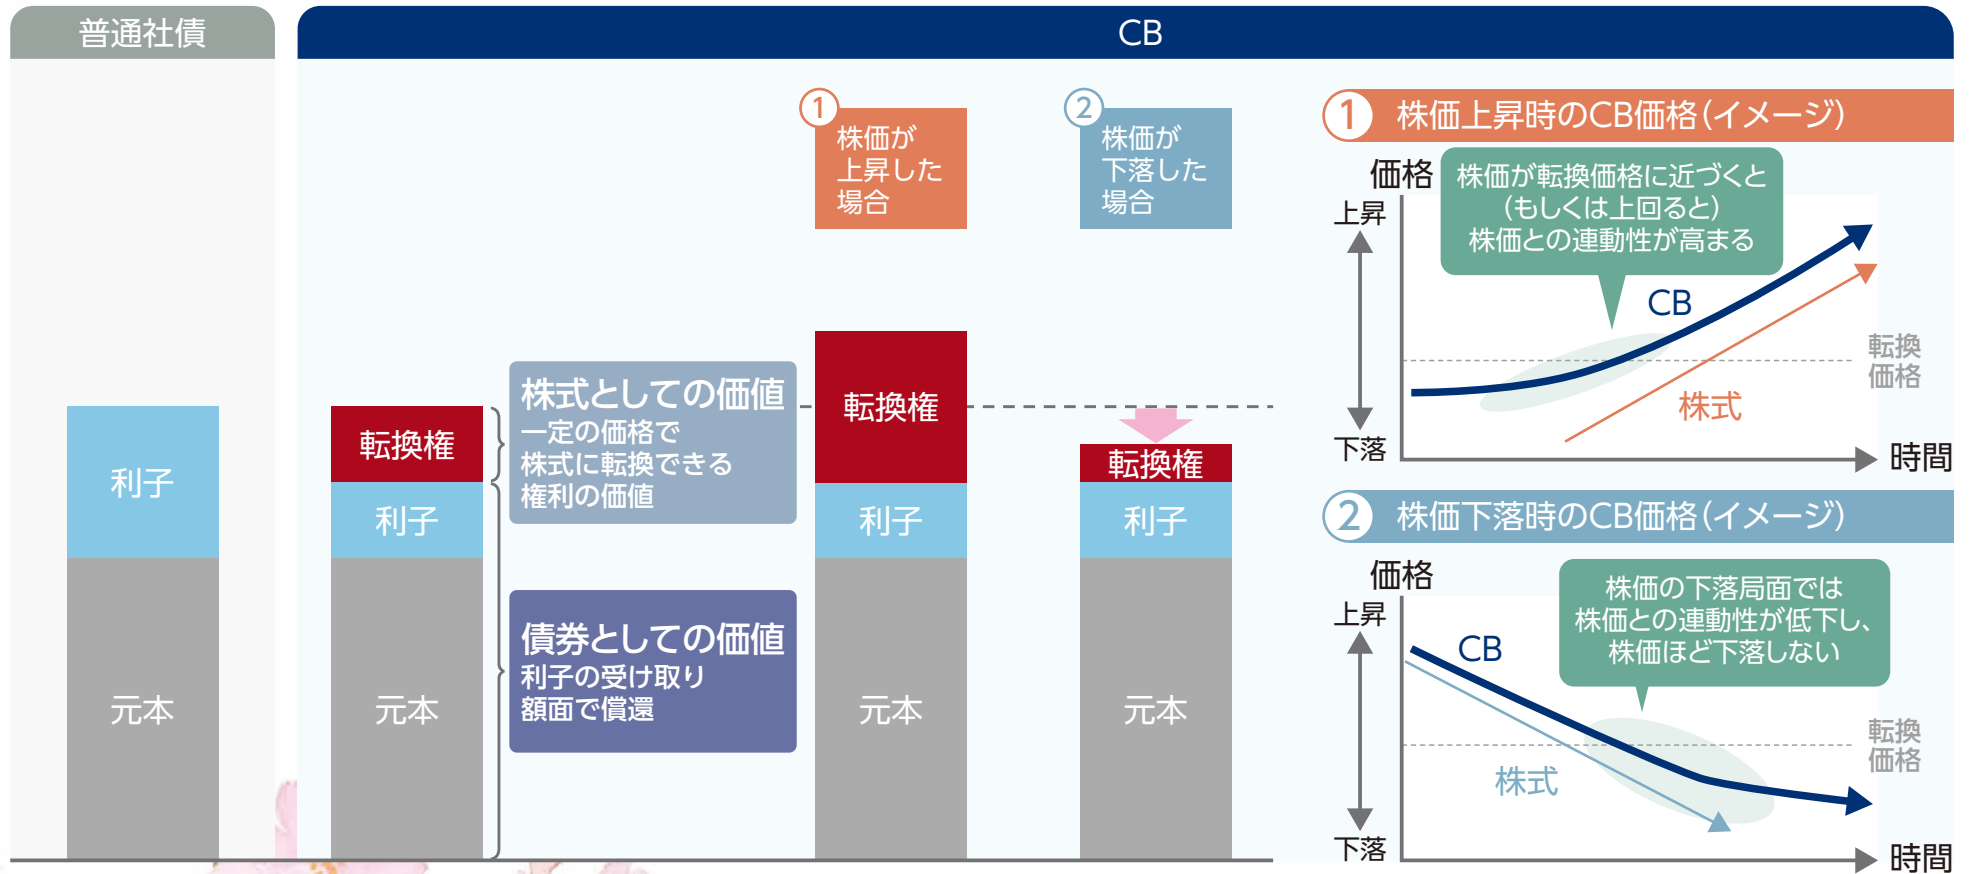 普通社債
利子
元本
CB
転換権
利子
元本
株式としての価値
一定の価格で
株式に転換できる
権利の価値
債券としての価値
利子の受け取り
額面で償還
1
株価が
上昇した
場合
転換権
利子
元本
2
株価が
下落した
場合
転換権
利子
元本
1 株価上昇時のCB価格(イメージ)
価格
上昇
下落
株価が転換価格に近づくと
(もしくは上回ると)
株価との連動性が高まる
CB
株式
転換
価格
時間
2 株価下落時のCB価格(イメージ)
価格
上昇
下落
株価の下落局面では
株価との連動性が低下し、
株価ほど下落しない
CB
株式
転換
価格
時間